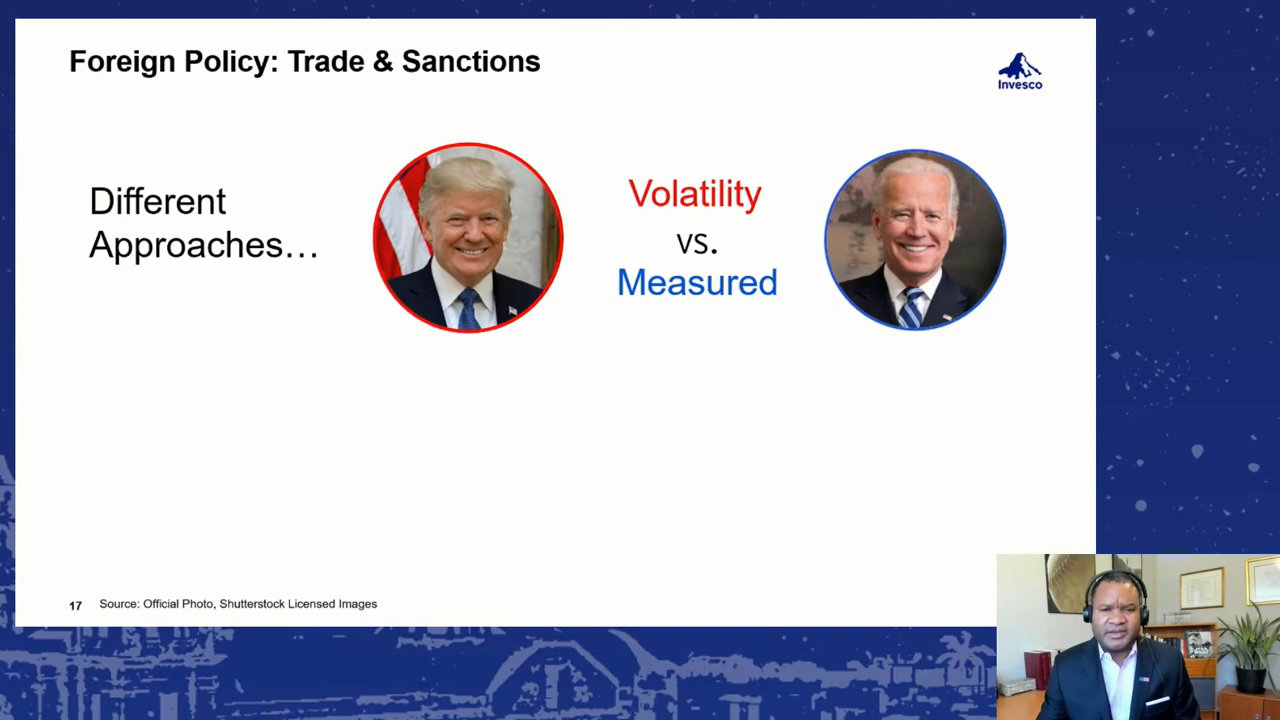 Foreign Policy: Trade & Sanctions
Invesco
Different
Approaches…
Volatility
vs.
Measured
17 Source: Official Photo, Shutterstock Licensed Images